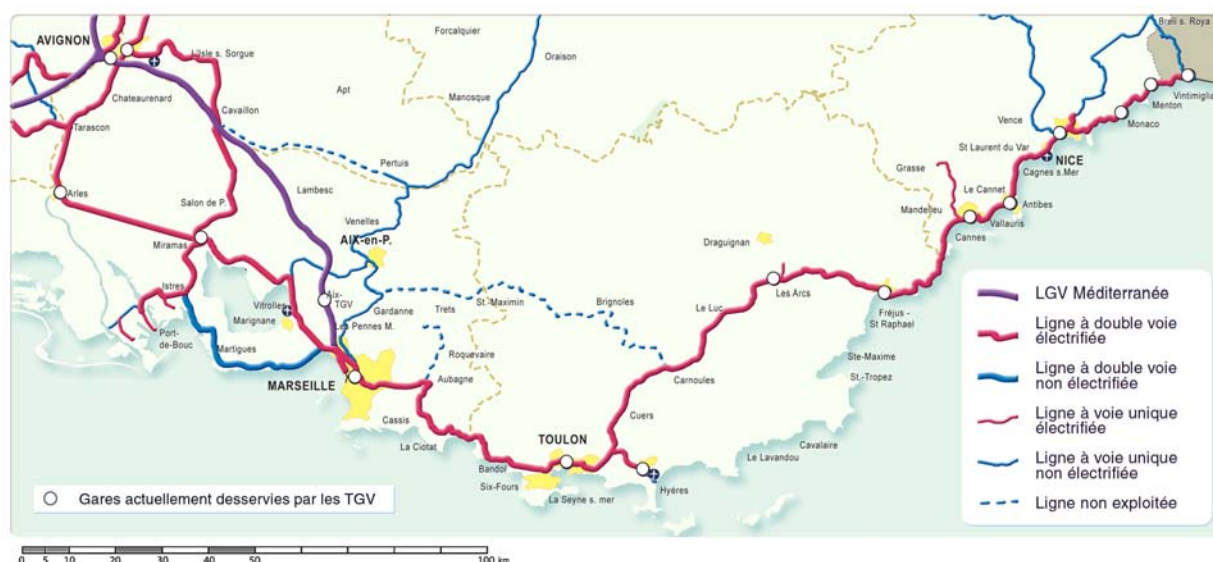 Breil s. Roya
Forcalquier
AVIGNON
L'Isle s. Sorgue
Oraison
Vintimiglia
Apt
Manosque
Menton
Chateaurenard
Cavaillon
Monaco
Tarascon
Vence
St Laurent du Var
NICE
Pertuis
Grasse
Cagnes s.Mer
Arles
Lambesc
Le Cannet
Salon de P.
Mandelieu
Antibes
Venelles
Vallauris
Cannes
Miramas
AIX-en-P.
Draguignan
Istres
Aix-
TGV
Les Arcs
Vitrolles
Gardanne
Trets
St.-Maximin
Brignoles
Le Luc
Fréjus -
St Raphael
Marignane
Les Pennes M.
Port-
de-Bouc
Martigues
Roquevaire
Ste-Maxime
MARSEILLE
Aubagne
Carnoules
St.-Tropez
Cassis
Cuers
La Ciotat
TOULON
Cavalaire
Bandol
Le Lavandou
Six-Fours
La Seyne s. mer
Hyères
LGV Méditerranée
Ligne à double voie
électrifiée
Ligne à double voie
non électrifiée
Ligne à voie unique
électrifiée
Ligne à voie unique
non électrifiée
Ligne non exploitée
Gares actuellement desservies par les TGV
0 5 10 20 30 40 50 100 km